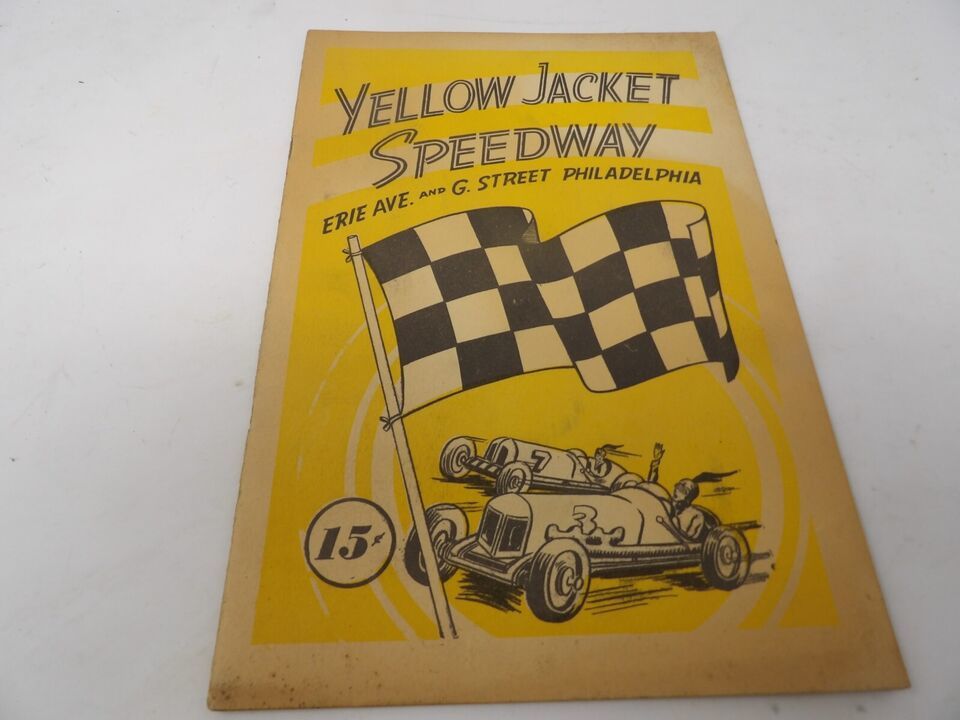 YELLOW JACKET
SPEEDWAY
ERIE AVE. AND G. STREET PHILADELPHIA
7
3
15¢